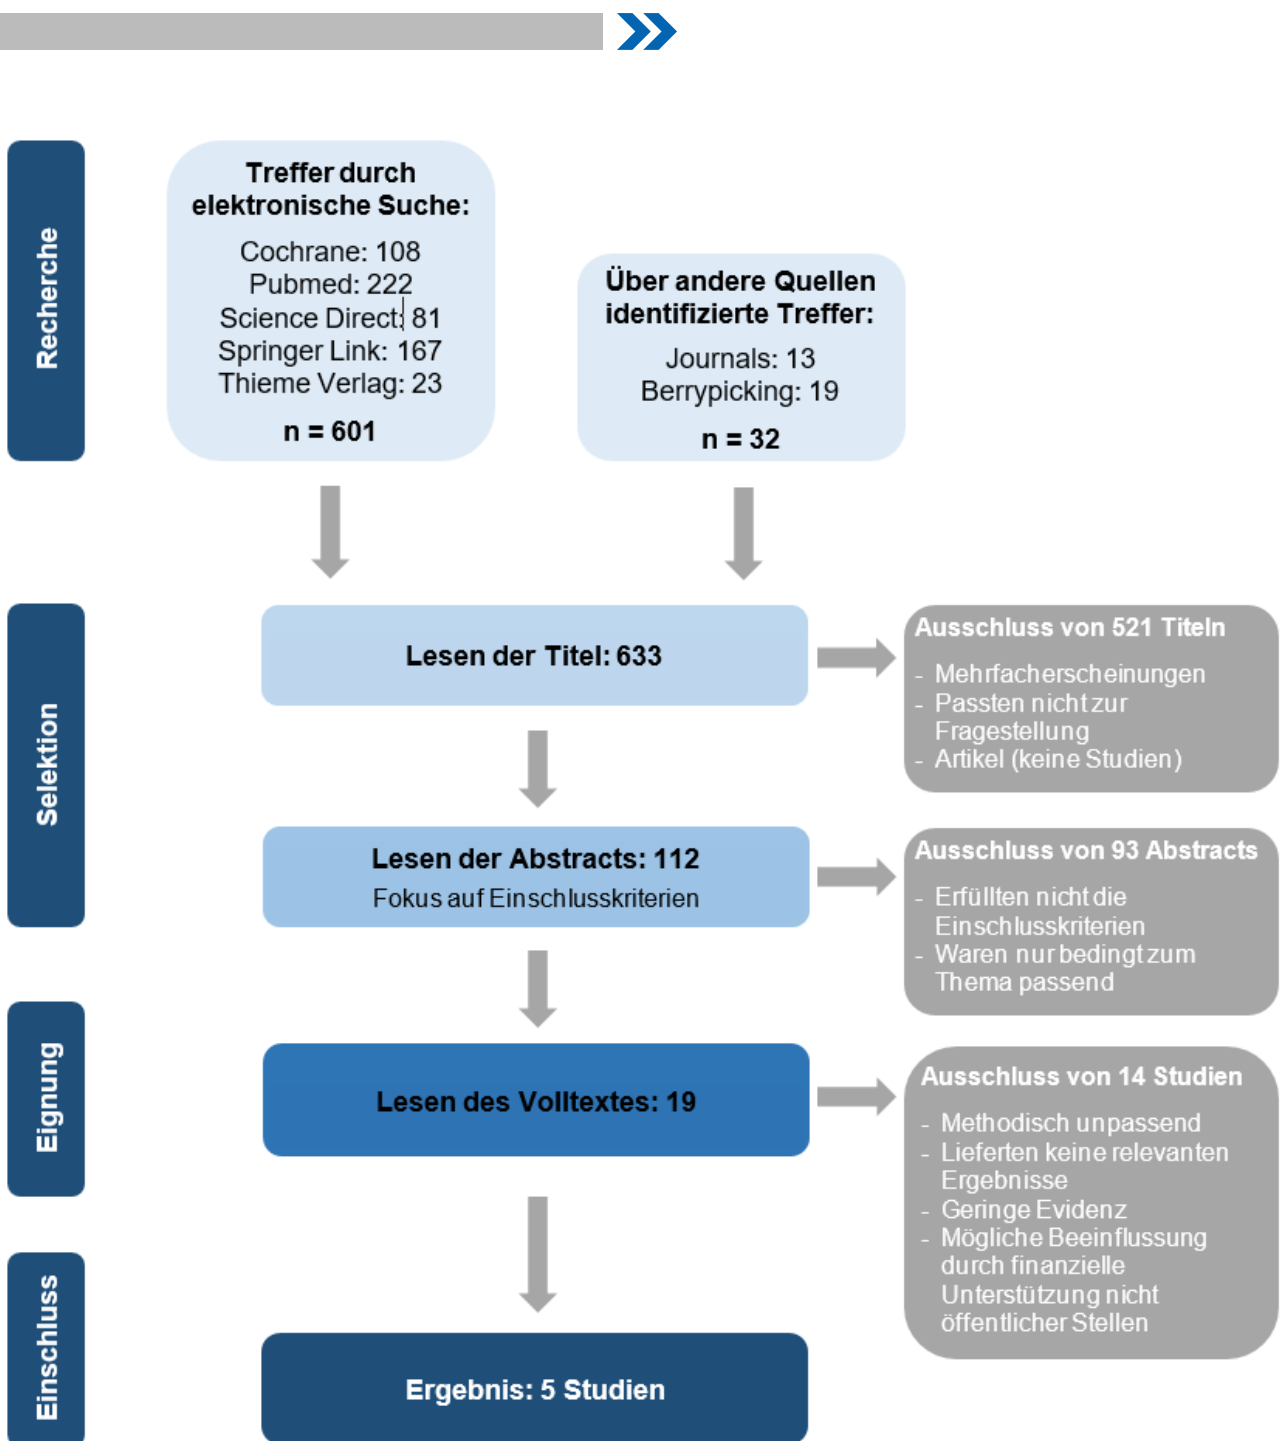 Recherche
Treffer durch
elektronische Suche:
Cochrane: 108
Pubmed: 222
Science Direct: 81
Springer Link: 167
Thieme Verlag: 23
n = 601
Über andere Quellen
identifizierte Treffer:
Journals: 13
Berrypicking: 19
n = 32
Selektion
Lesen der Titel: 633
Ausschluss von 521 Titeln
- Mehrfacherscheinungen
- Passten nicht zur
Fragestellung
- Artikel (keine Studien)
Lesen der Abstracts: 112
Fokus auf Einschlusskriterien
Ausschluss von 93 Abstracts
- Erfüllten nicht die
Einschlusskriterien
- Waren nur bedingt zum
Thema passend
Eignung
Lesen des Volltextes: 19
Ausschluss von 14 Studien
- Methodisch unpassend
- Lieferten keine relevanten
Ergebnisse
- Geringe Evidenz
- Mögliche Beeinflussung
durch finanzielle
Unterstützung nicht
öffentlicher Stellen
Einschluss
Ergebnis: 5 Studien